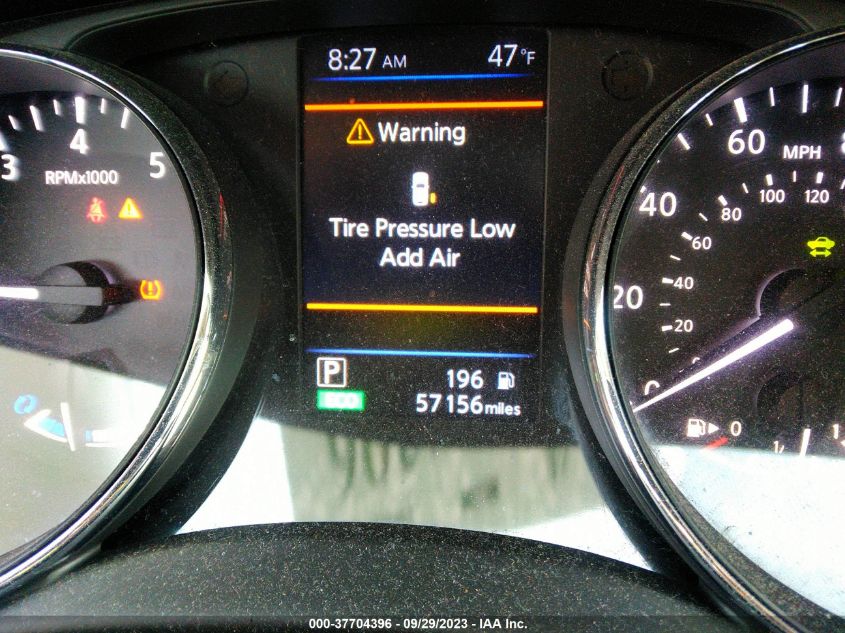 8:27 AM 47°F
Warning
Tire Pressure Low
Add Air
P 196
ECO 57156 miles
3 4 5
RPMx1000
20 40 60
MPH
0 20 40 60 80 100 120
0
000-37704396 - 09/29/2023 - IAA Inc.